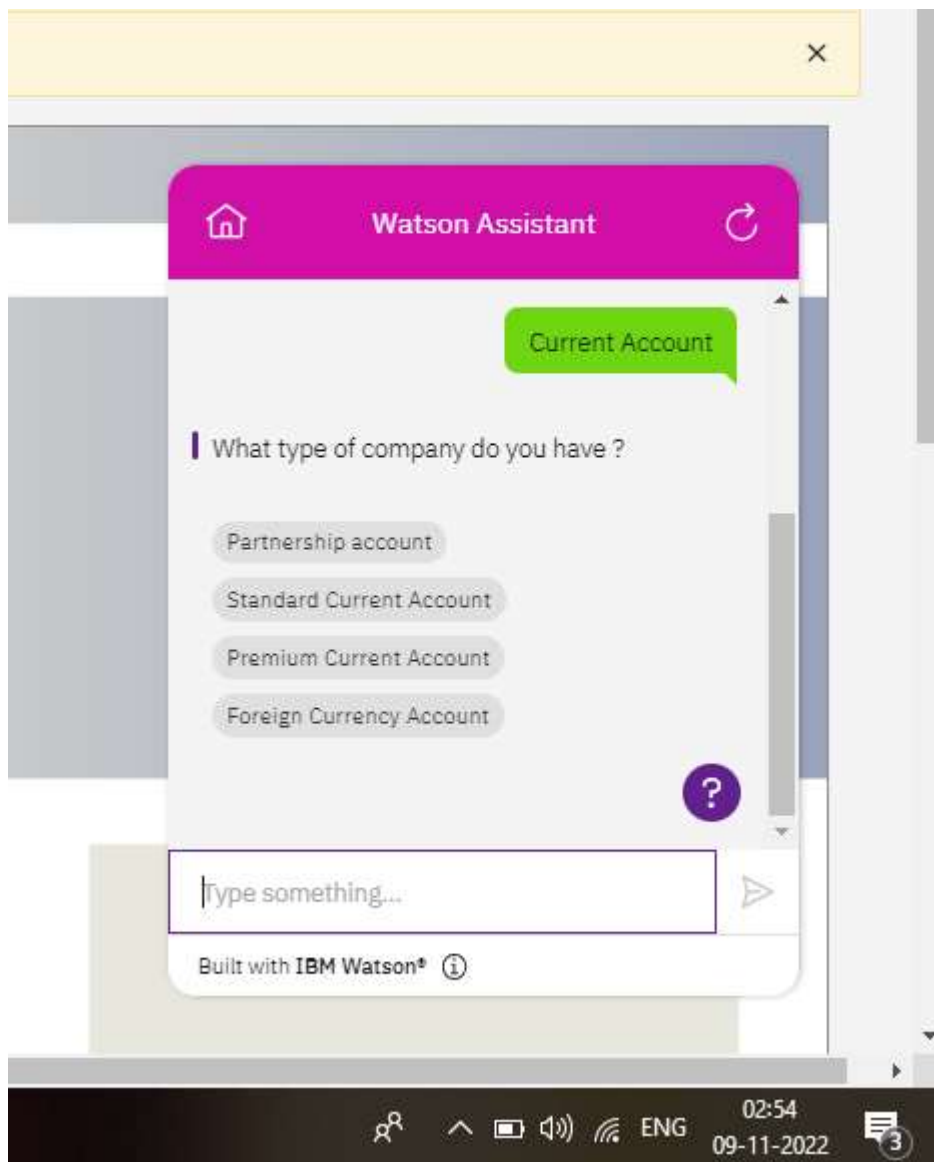 Watson Assistant
Current Account
What type of company do you have ?
Partnership account
Standard Current Account
Premium Current Account
Foreign Currency Account
?
Type something...
Built with IBM Watson®
ENG
02:54
09-11-2022
3